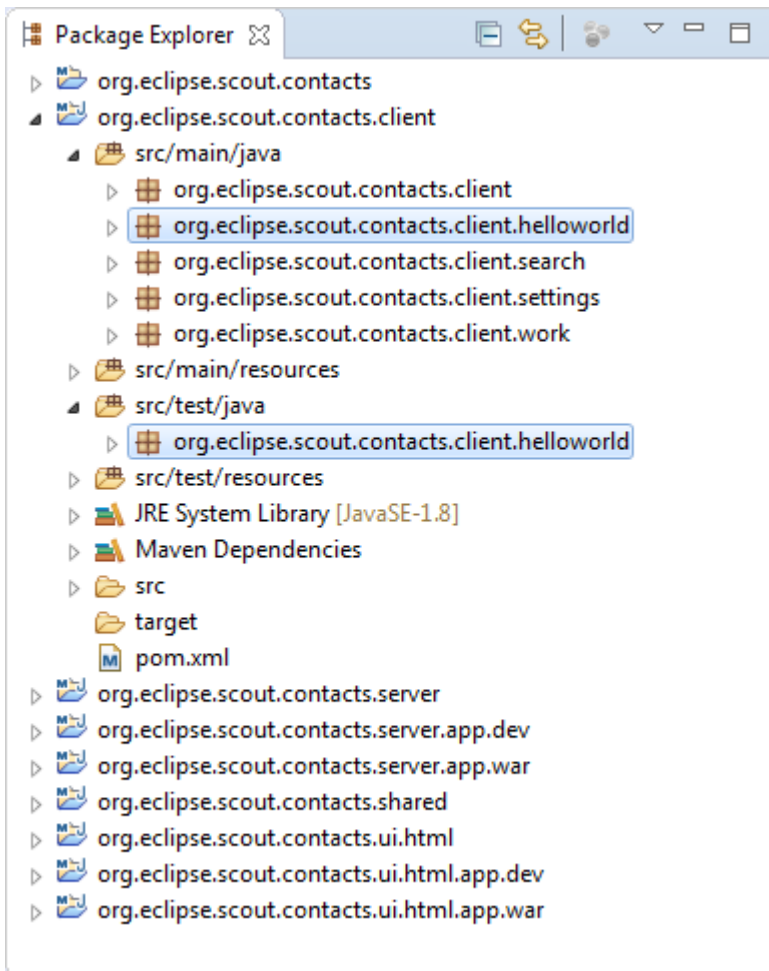 Package Explorer
org.eclipse.scout.contacts
org.eclipse.scout.contacts.client
src/main/java
org.eclipse.scout.contacts.client
org.eclipse.scout.contacts.client.helloworld
org.eclipse.scout.contacts.client.search
org.eclipse.scout.contacts.client.settings
org.eclipse.scout.contacts.client.work
src/main/resources
src/test/java
org.eclipse.scout.contacts.client.helloworld
src/test/resources
JRE System Library [JavaSE-1.8]
Maven Dependencies
src
target
pom.xml
org.eclipse.scout.contacts.server
org.eclipse.scout.contacts.server.app.dev
org.eclipse.scout.contacts.server.app.war
org.eclipse.scout.contacts.shared
org.eclipse.scout.contacts.ui.html
org.eclipse.scout.contacts.ui.html.app.dev
org.eclipse.scout.contacts.ui.html.app.war